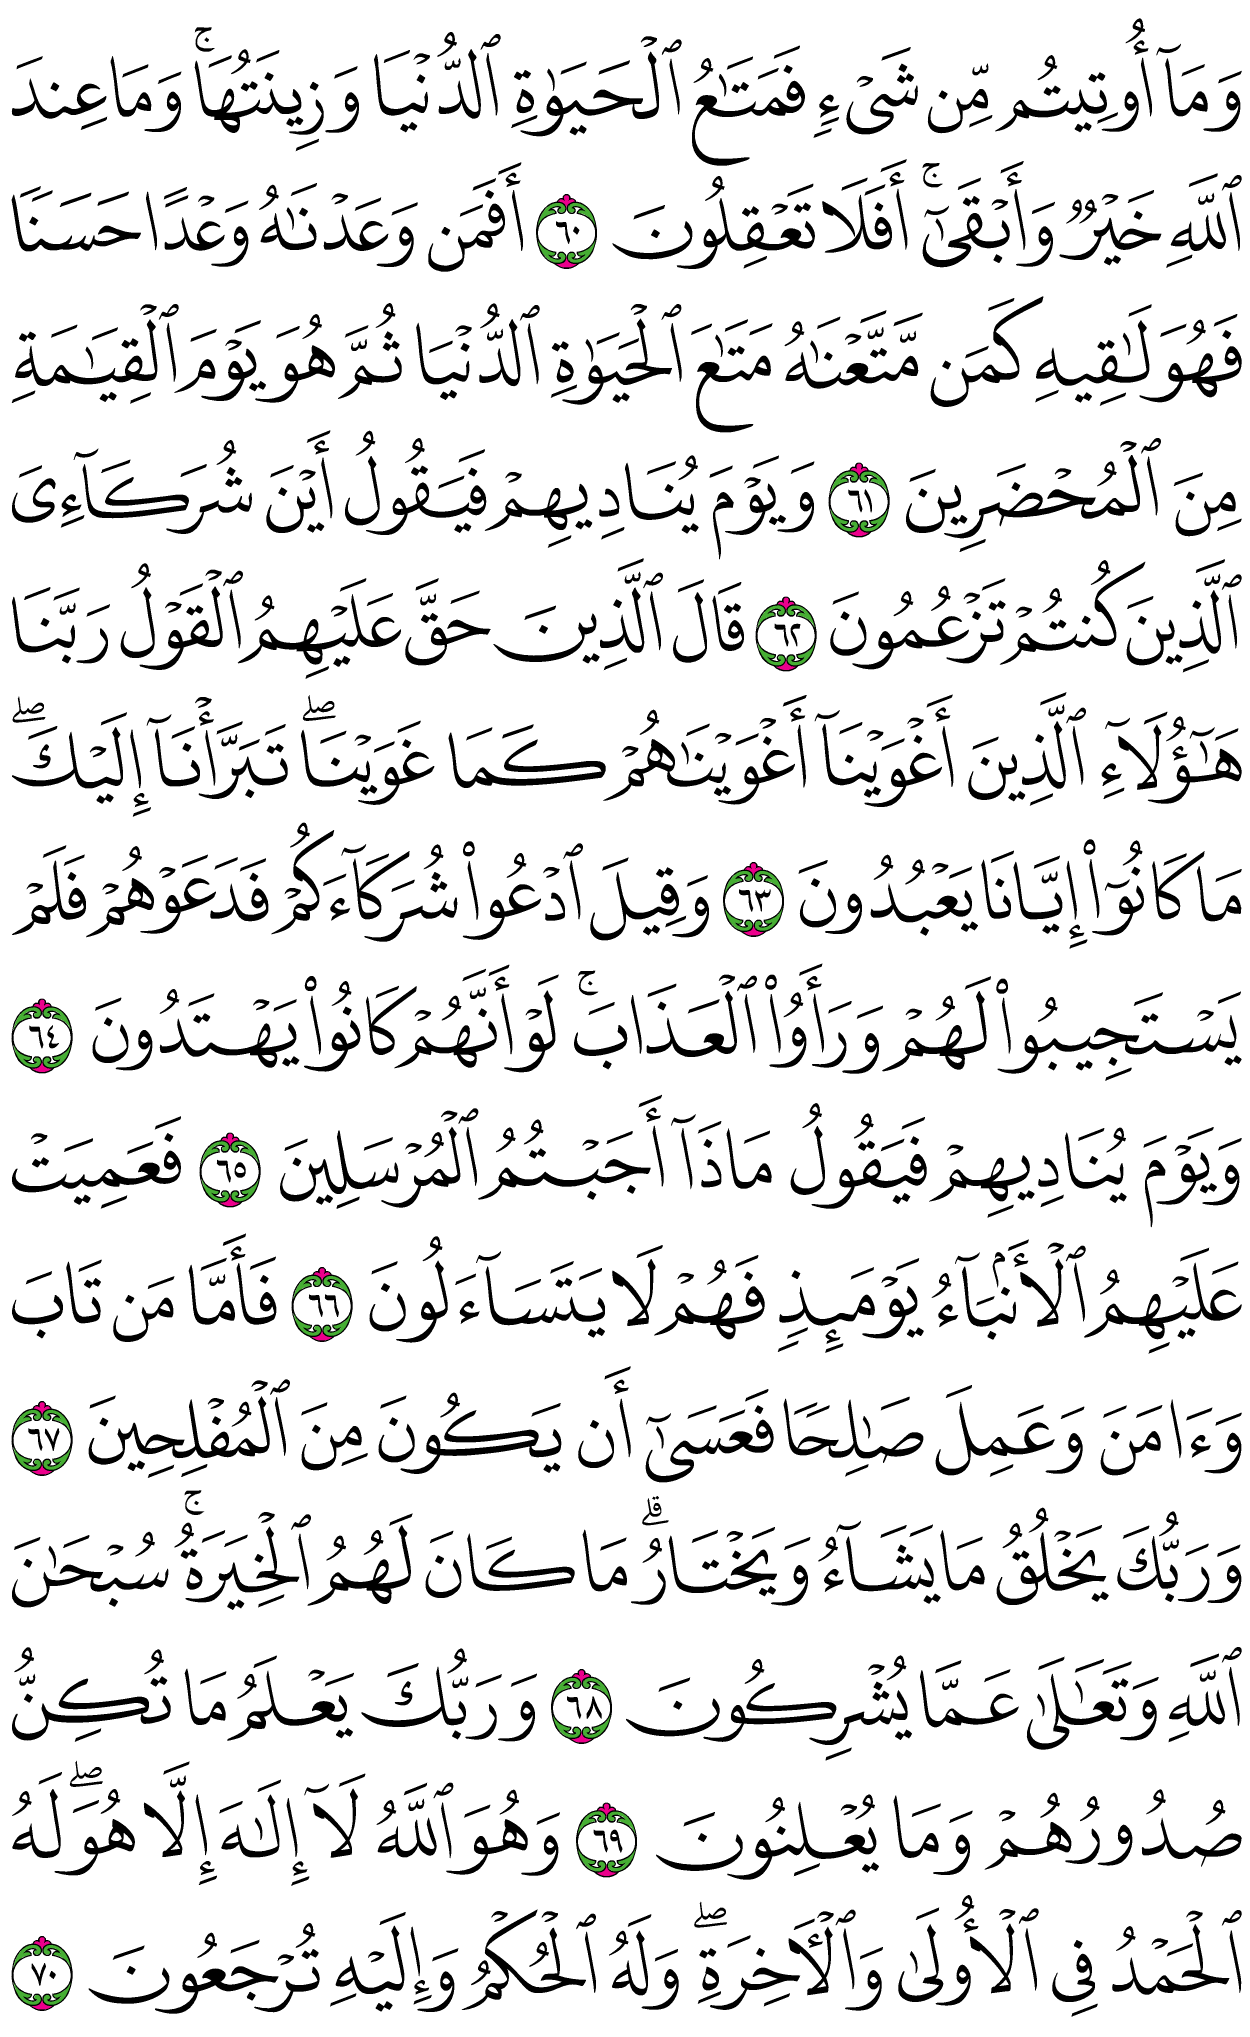 وَمَآ أُوتِيتُم مِّن شَىْءٍ فَمَتَـٰعُ ٱلْحَيَوٰةِ ٱلدُّنْيَا وَزِينَتُهَا ۚ وَمَا عِندَ
ٱللَّهِ خَيْرٌ وَأَبْقَىٰٓ ۚ أَفَلَا تَعْقِلُونَ ٦٠ أَفَمَن وَعَدْنَـٰهُ وَعْدًا حَسَنًا
فَهُوَ لَـٰقِيهِ كَمَن مَّتَّعْنَـٰهُ مَتَـٰعَ ٱلْحَيَوٰةِ ٱلدُّنْيَا ثُمَّ هُوَ يَوْمَ ٱلْقِيَـٰمَةِ
مِنَ ٱلْمُحْضَرِينَ ٦١ وَيَوْمَ يُنَادِيهِمْ فَيَقُولُ أَيْنَ شُرَكَآءِىَ
ٱلَّذِينَ كُنتُمْ تَزْعُمُونَ ٦٢ قَالَ ٱلَّذِينَ حَقَّ عَلَيْهِمُ ٱلْقَوْلُ رَبَّنَا
هَـٰٓؤُلَآءِ ٱلَّذِينَ أَغْوَيْنَآ أَغْوَيْنَـٰهُمْ كَمَا غَوَيْنَا ۖ تَبَرَّأْنَآ إِلَيْكَ ۖ
مَا كَانُوٓا۟ إِيَّانَا يَعْبُدُونَ ٦٣ وَقِيلَ ٱدْعُوا۟ شُرَكَآءَكُمْ فَدَعَوْهُمْ فَلَمْ
يَسْتَجِيبُوا۟ لَهُمْ وَرَأَوُا۟ ٱلْعَذَابَ ۚ لَوْ أَنَّهُمْ كَانُوا۟ يَهْتَدُونَ ٦٤
وَيَوْمَ يُنَادِيهِمْ فَيَقُولُ مَاذَآ أَجَبْتُمُ ٱلْمُرْسَلِينَ ٦٥ فَعَمِيَتْ
عَلَيْهِمُ ٱلْأَنۢبَآءُ يَوْمَئِذٍ فَهُمْ لَا يَتَسَآءَلُونَ ٦٦ فَأَمَّا مَن تَابَ
وَءَامَنَ وَعَمِلَ صَـٰلِحًا فَعَسَىٰٓ أَن يَكُونَ مِنَ ٱلْمُفْلِحِينَ ٦٧
وَرَبُّكَ يَخْلُقُ مَا يَشَآءُ وَيَخْتَارُ ۗ مَا كَانَ لَهُمُ ٱلْخِيَرَةُ ۚ سُبْحَـٰنَ
ٱللَّهِ وَتَعَـٰلَىٰ عَمَّا يُشْرِكُونَ ٦٨ وَرَبُّكَ يَعْلَمُ مَا تُكِنُّ
صُدُورُهُمْ وَمَا يُعْلِنُونَ ٦٩ وَهُوَ ٱللَّهُ لَآ إِلَـٰهَ إِلَّا هُوَ ۖ لَهُ
ٱلْحَمْدُ فِى ٱلْأُولَىٰ وَٱلْـَٔاخِرَةِ ۖ وَلَهُ ٱلْحُكْمُ وَإِلَيْهِ تُرْجَعُونَ ٧٠